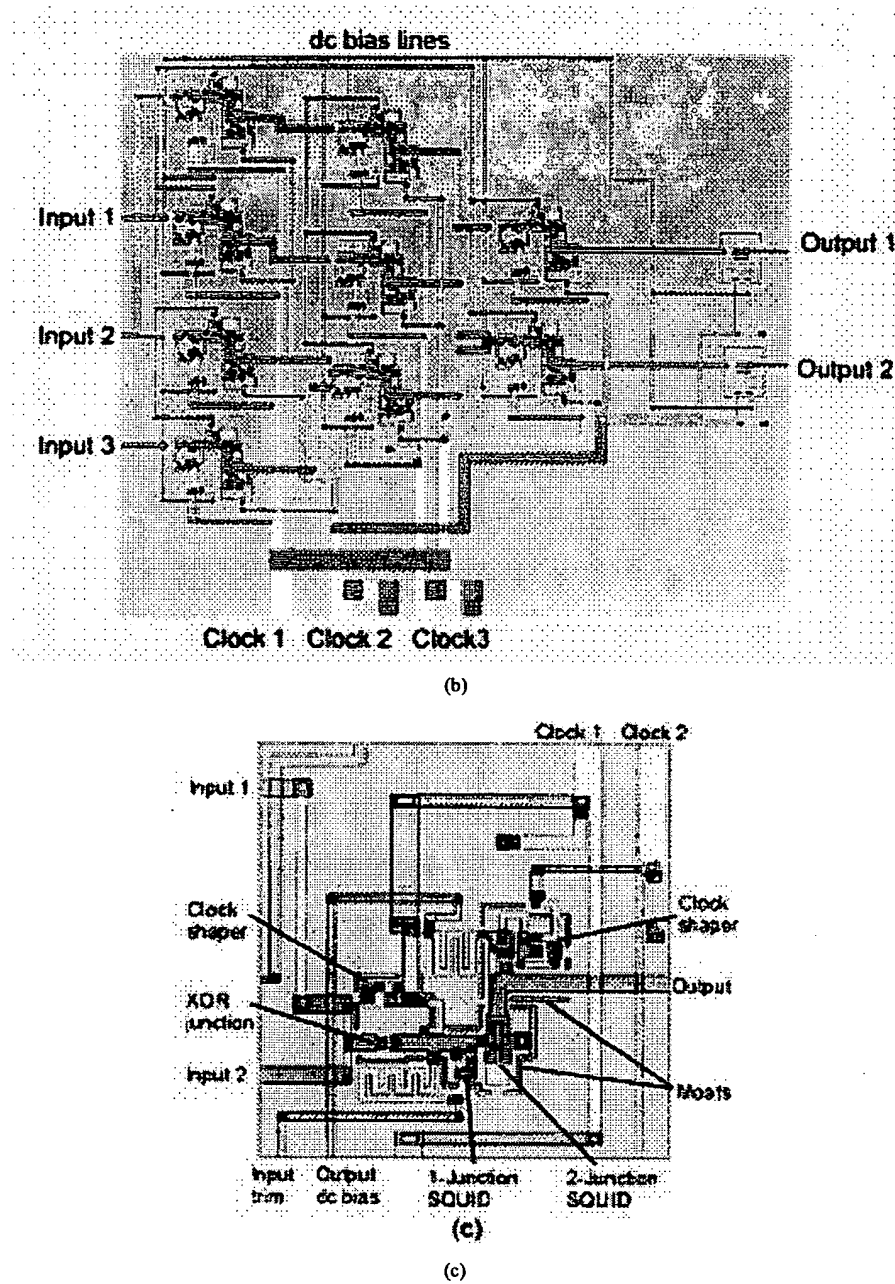 dc bias lines
Input 1
Output 1
Input 2
Output 2
Input 3
Clock 1 Clock 2 Clock3
(b)
Clock 1 Clock 2
Input 1
Clock
shaper
Clock
shaper
Output
XOR
junction
Input 2
Moats
Input
trim
Output
dc bias
1-Junction
SQUID
2-Junction
SQUID
(c)
(c)